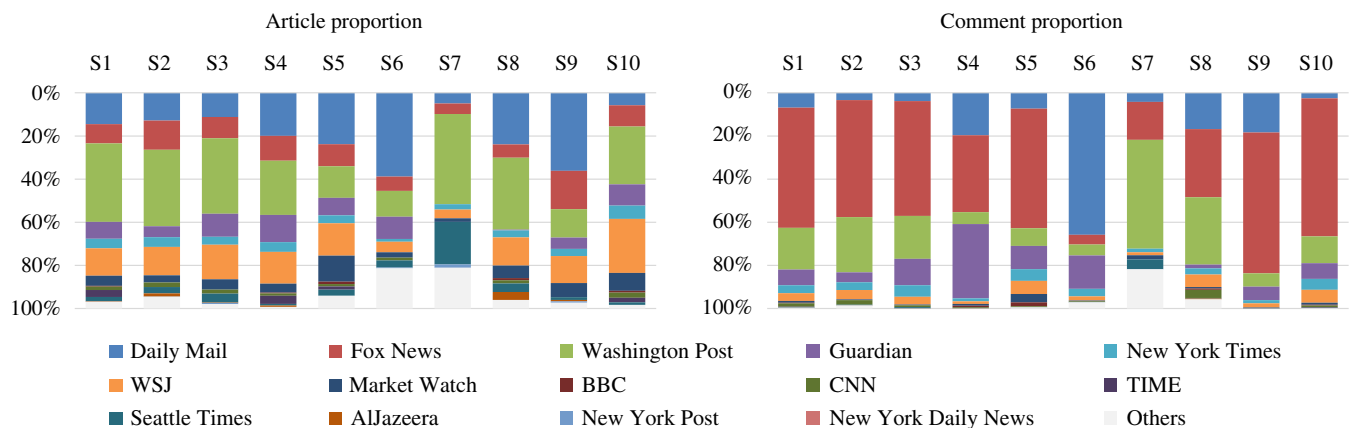 Article proportion
Comment proportion
S1 S2 S3 S4 S5 S6 S7 S8 S9 S10
S1 S2 S3 S4 S5 S6 S7 S8 S9 S10
0%
20%
40%
60%
80%
100%
0%
20%
40%
60%
80%
100%
Daily Mail Fox News Washington Post Guardian New York Times
WSJ Market Watch BBC CNN TIME
Seattle Times AlJazeera New York Post New York Daily News Others